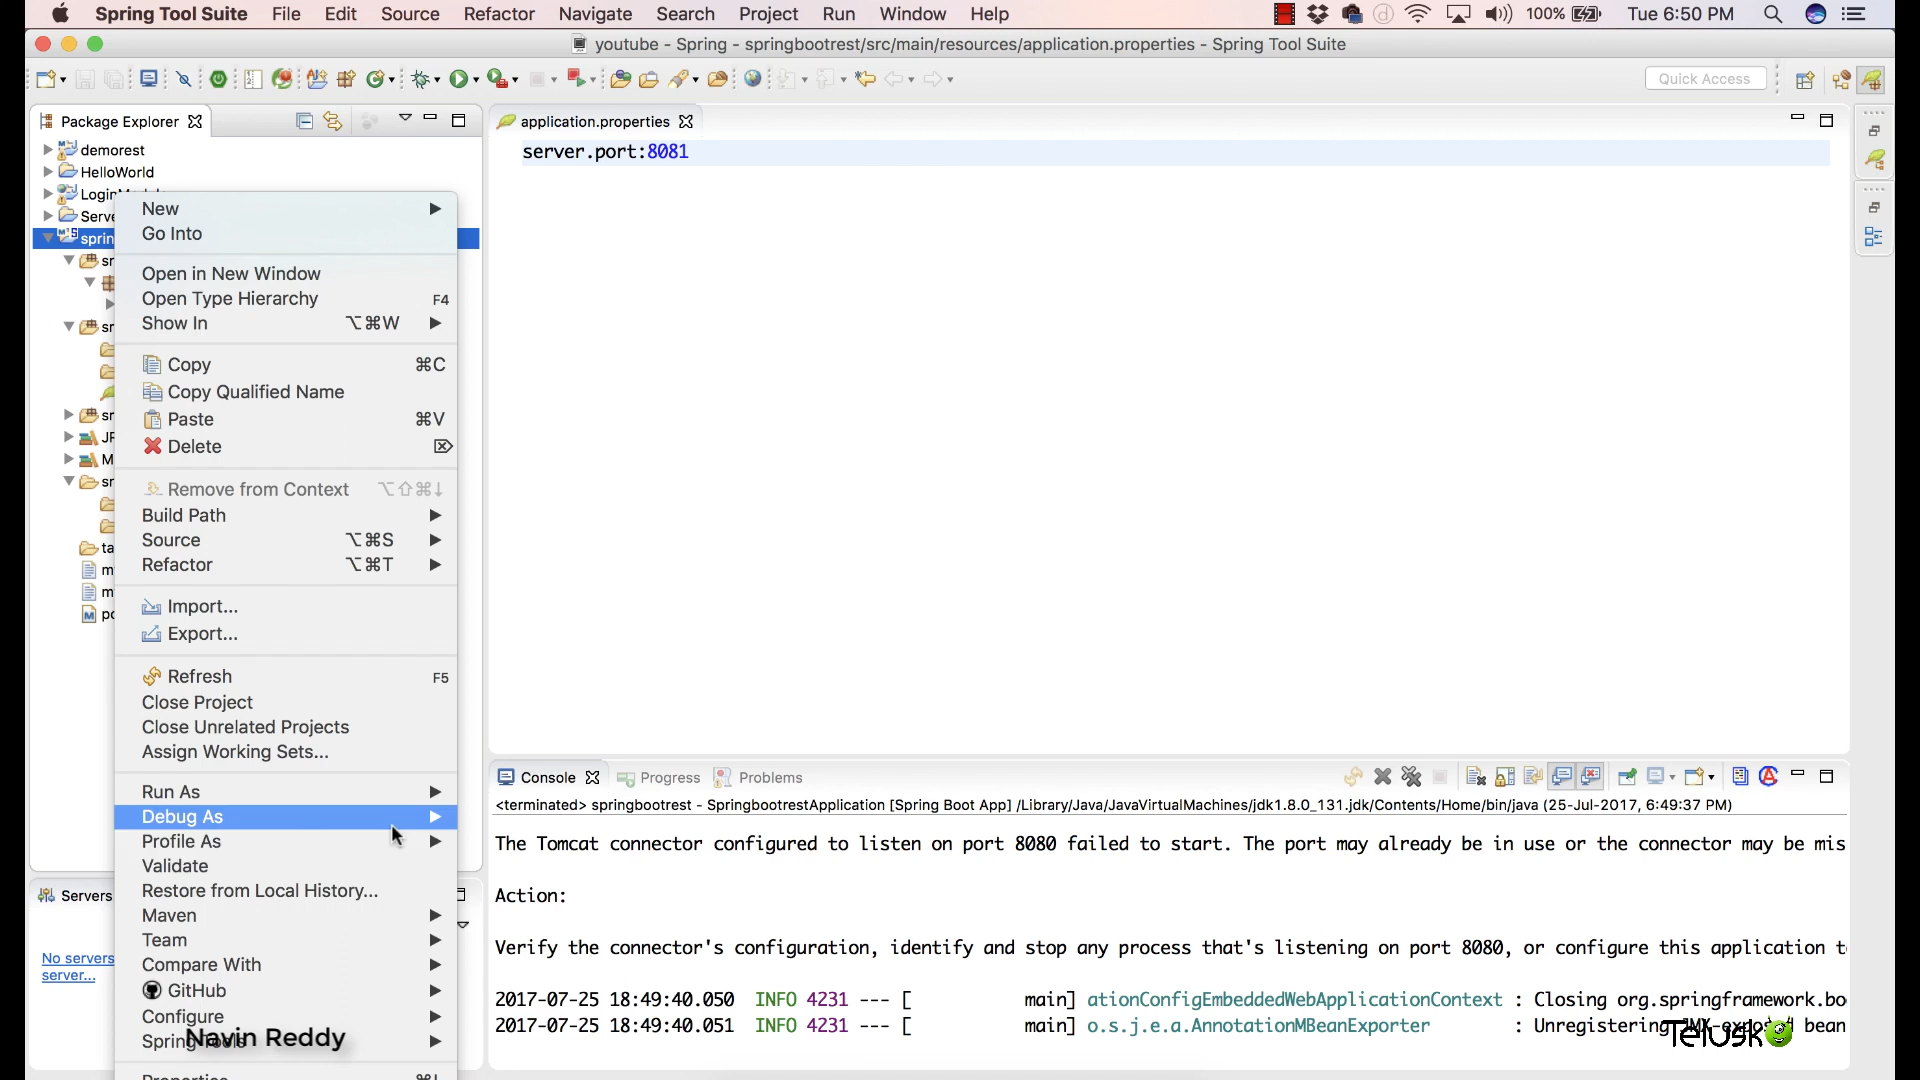 Spring Tool Suite File Edit Source Refactor Navigate Search Project Run Window Help 100% Tue 6:50 PM
youtube - Spring - springbootrest/src/main/resources/application.properties - Spring Tool Suite
Quick Access
Package Explorer
application.properties
demorest
HelloWorld
Login
Serve
sprin
server.port:8081
New
Go Into
Open in New Window
Open Type Hierarchy F4
Show In ⌥⌘W
Copy ⌘C
Copy Qualified Name
Paste ⌘V
Delete ⌦
Remove from Context ⌥⇧⌘↓
Build Path
Source ⌥⌘S
Refactor ⌥⌘T
Import...
Export...
Refresh F5
Close Project
Close Unrelated Projects
Assign Working Sets...
Run As
Debug As
Profile As
Validate
Restore from Local History...
Maven
Team
Compare With
GitHub
Configure
Spring Tools
Navin Reddy
Servers
No servers
server...
Console Progress Problems
<terminated> springbootrest - SpringbootrestApplication [Spring Boot App] /Library/Java/JavaVirtualMachines/jdk1.8.0_131.jdk/Contents/Home/bin/java (25-Jul-2017, 6:49:37 PM)
The Tomcat connector configured to listen on port 8080 failed to start. The port may already be in use or the connector may be mis
Action:
Verify the connector's configuration, identify and stop any process that's listening on port 8080, or configure this application t
2017-07-25 18:49:40.050 INFO 4231 --- [ main] ationConfigEmbeddedWebApplicationContext : Closing org.springframework.bo
2017-07-25 18:49:40.051 INFO 4231 --- [ main] o.s.j.e.a.AnnotationMBeanExporter : Unregistering JMX-exposed bean
Telusko